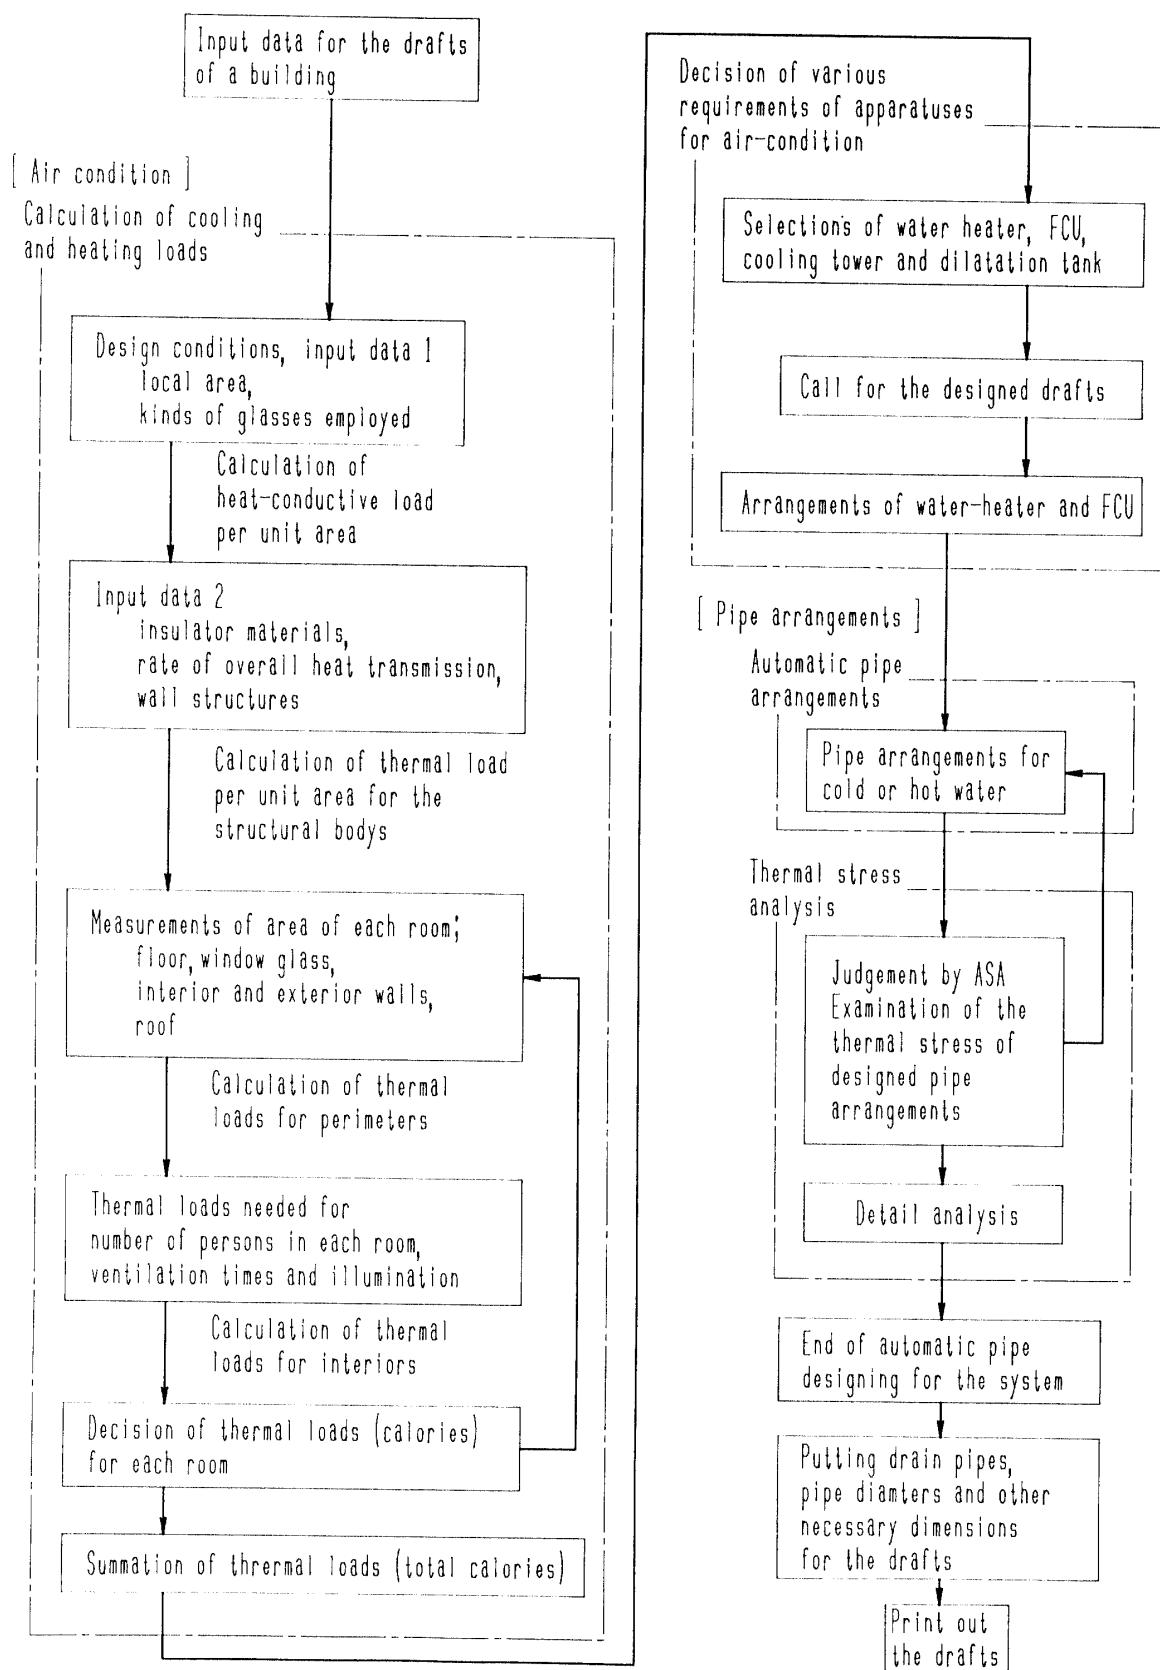 Input data for the drafts
of a building
[ Air condition ]
Calculation of cooling
and heating loads
Design conditions, input data 1
local area,
kinds of glasses employed
Calculation of
heat-conductive load
per unit area
Input data 2
insulator materials,
rate of overall heat transmission,
wall structures
Calculation of thermal load
per unit area for the
structural bodys
Measurements of area of each room;
floor, window glass,
interior and exterior walls,
roof
Calculation of thermal
loads for perimeters
Thermal loads needed for
number of persons in each room,
ventilation times and illumination
Calculation of thermal
loads for interiors
Decision of thermal loads (calories)
for each room
Summation of thrermal loads (total calories)
Decision of various
requirements of apparatuses
for air-condition
Selections of water heater, FCU,
cooling tower and dilatation tank
Call for the designed drafts
Arrangements of water-heater and FCU
[ Pipe arrangements ]
Automatic pipe
arrangements
Pipe arrangements for
cold or hot water
Thermal stress
analysis
Judgement by ASA
Examination of the
thermal stress of
designed pipe
arrangements
Detail analysis
End of automatic pipe
designing for the system
Putting drain pipes,
pipe diamters and other
necessary dimensions
for the drafts
Print out
the drafts